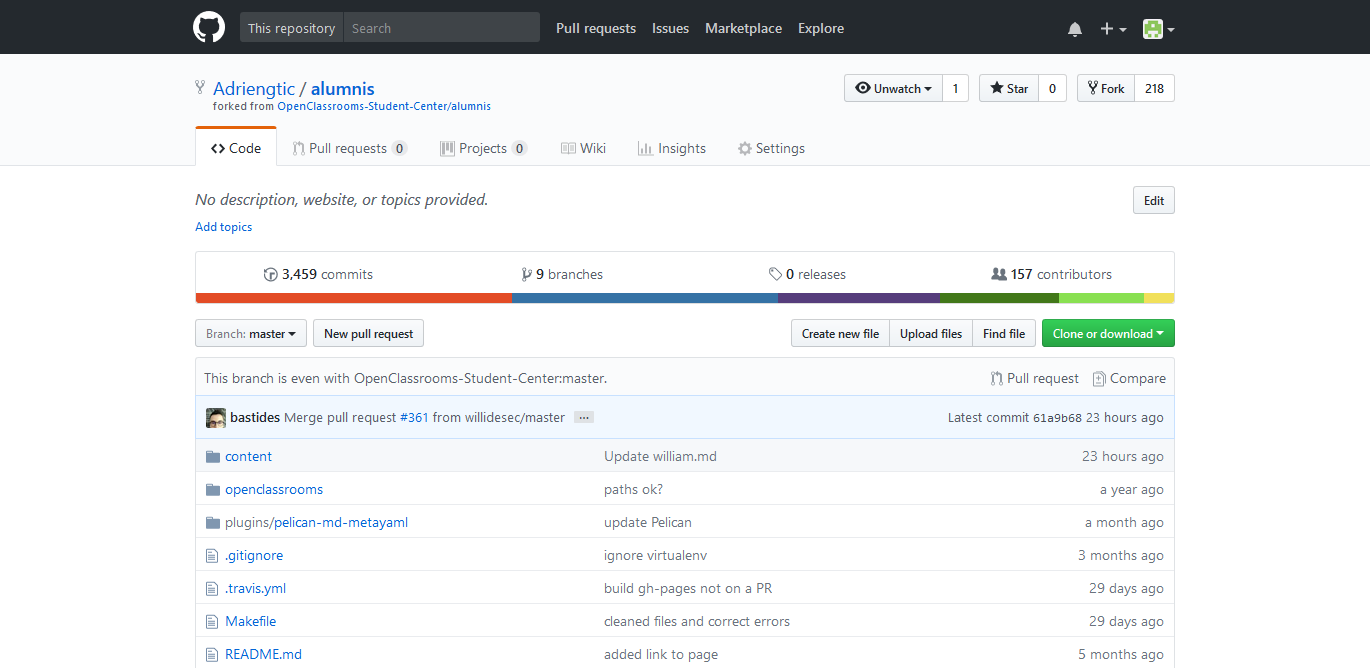 This repository Search Pull requests Issues Marketplace Explore
Adriengtic / alumnis Unwatch 1 Star 0 Fork 218
forked from OpenClassrooms-Student-Center/alumnis
Code Pull requests 0 Projects 0 Wiki Insights Settings
No description, website, or topics provided. Edit
Add topics
3,459 commits 9 branches 0 releases 157 contributors
Branch: master New pull request Create new file Upload files Find file Clone or download
This branch is even with OpenClassrooms-Student-Center:master. Pull request Compare
bastides Merge pull request #361 from willidesec/master ... Latest commit 61a9b68 23 hours ago
content Update william.md 23 hours ago
openclassrooms paths ok? a year ago
plugins/pelican-md-metayaml update Pelican a month ago
.gitignore ignore virtualenv 3 months ago
.travis.yml build gh-pages not on a PR 29 days ago
Makefile cleaned files and correct errors 29 days ago
README.md added link to page 5 months ago